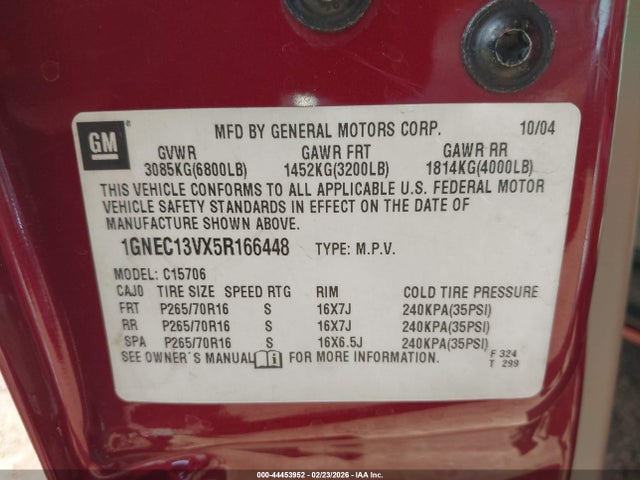 GM
MFD BY GENERAL MOTORS CORP. 10/04
GVWR GAWR FRT GAWR RR
3085KG(6800LB) 1452KG(3200LB) 1814KG(4000LB)
THIS VEHICLE CONFORMS TO ALL APPLICABLE U.S. FEDERAL MOTOR
VEHICLE SAFETY STANDARDS IN EFFECT ON THE DATE OF
MANUFACTURE SHOWN ABOVE.
1GNEC13VX5R166448 TYPE: M.P.V.
MODEL: C15706
CAJ0 TIRE SIZE SPEED RTG RIM COLD TIRE PRESSURE
FRT P265/70R16 S 16X7J 240KPA(35PSI)
RR P265/70R16 S 16X7J 240KPA(35PSI)
SPA P265/70R16 S 16X6.5J 240KPA(35PSI)
SEE OWNER'S MANUAL FOR MORE INFORMATION. F 324
T 299
000-44453952 - 02/23/2026 - IAA Inc.